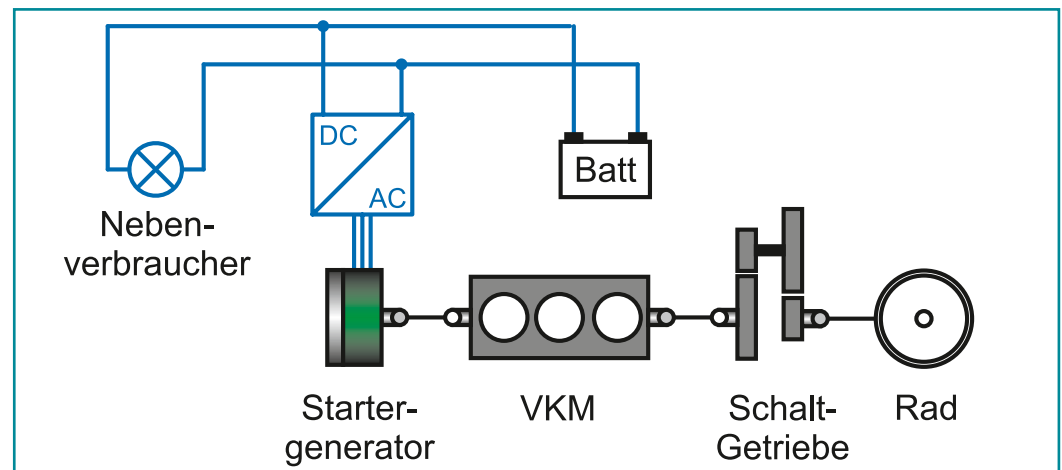 DC
AC
Batt
Neben-
verbraucher
Starter-
generator
VKM
Schalt-
Getriebe
Rad